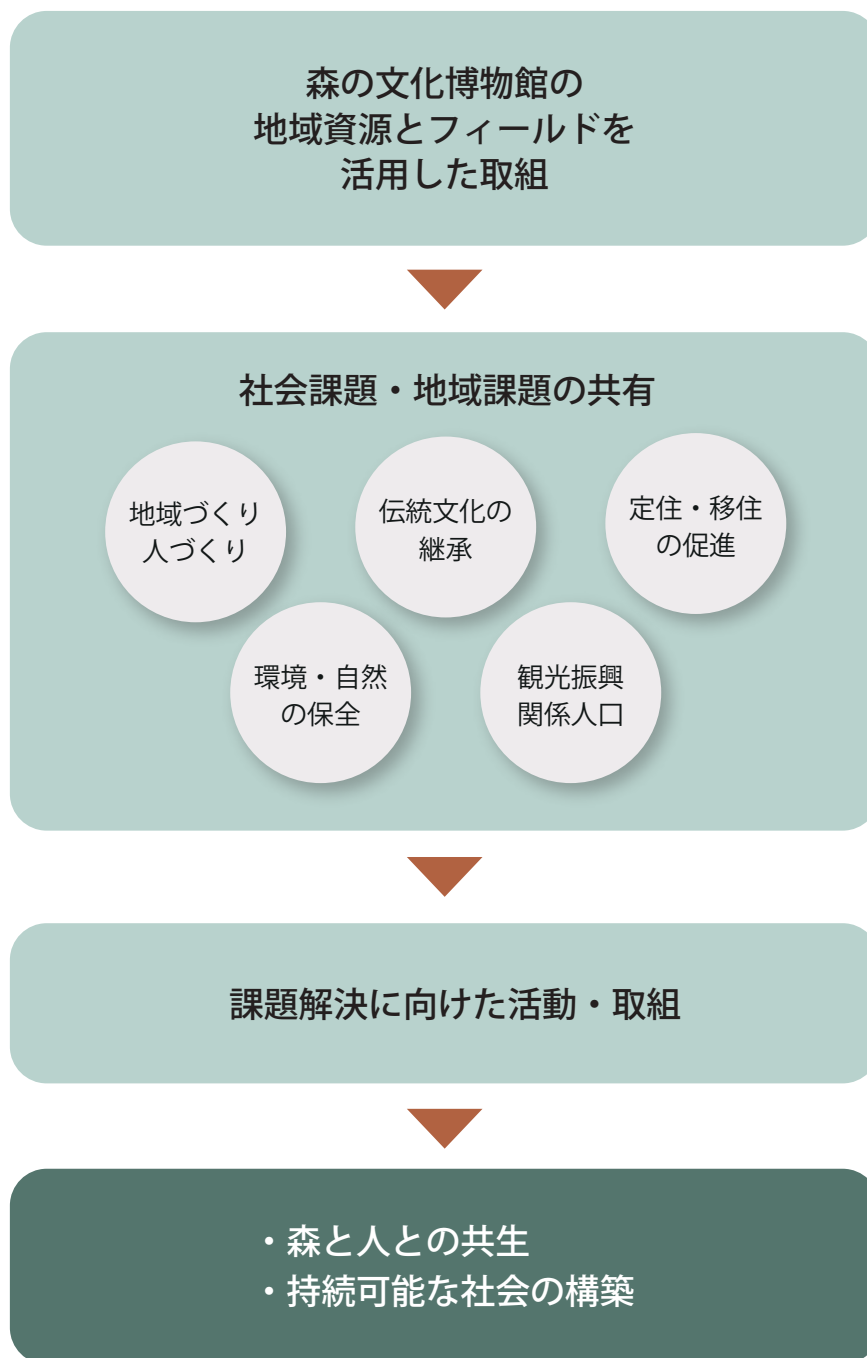 森の文化博物館の
地域資源とフィールドを
活用した取組
社会課題・地域課題の共有
地域づくり
人づくり
伝統文化の
継承
定住・移住
の促進
環境・自然
の保全
観光振興
関係人口
課題解決に向けた活動・取組
・森と人との共生
・持続可能な社会の構築